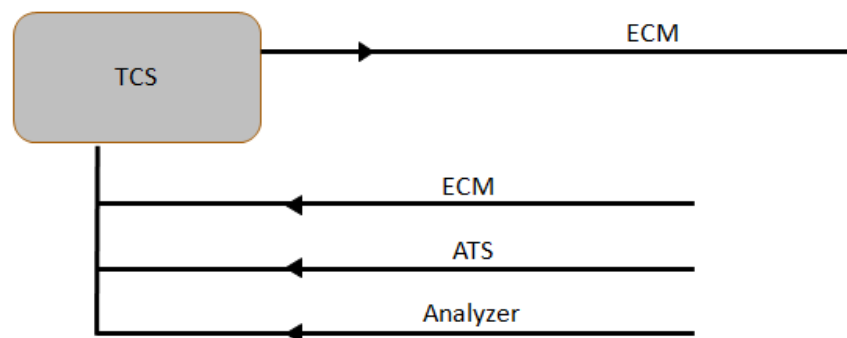 ECM
TCS
ECM
ATS
Analyzer